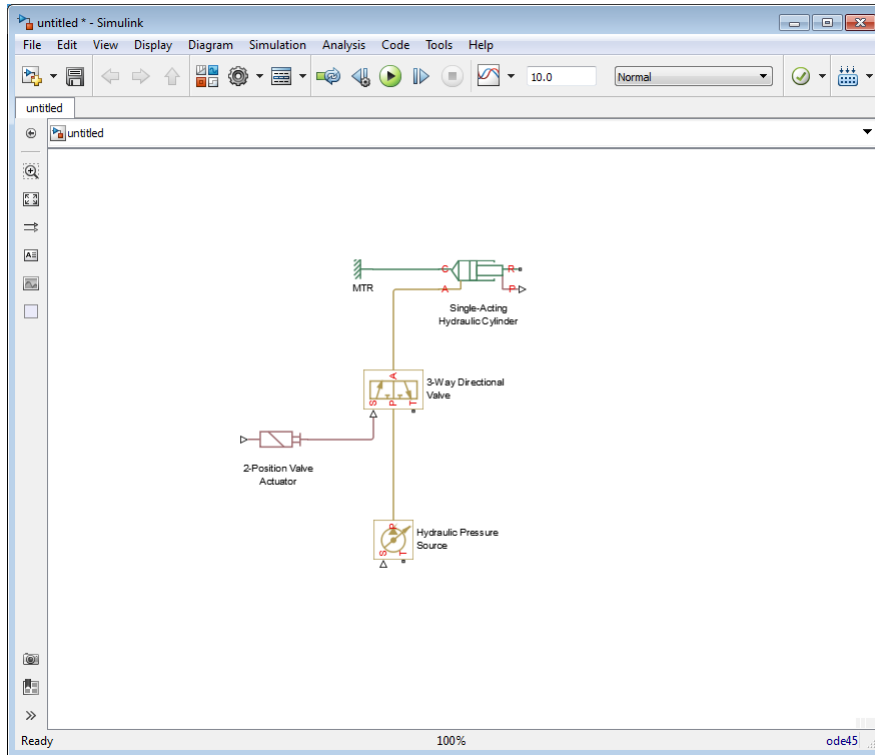 untitled * - Simulink
File Edit View Display Diagram Simulation Analysis Code Tools Help
10.0 Normal
untitled
untitled
C R
MTR
A P
Single-Acting
Hydraulic Cylinder
A
3-Way Directional
Valve
S P T
2-Position Valve
Actuator
P
Hydraulic Pressure
Source
S T
Ready 100% ode45